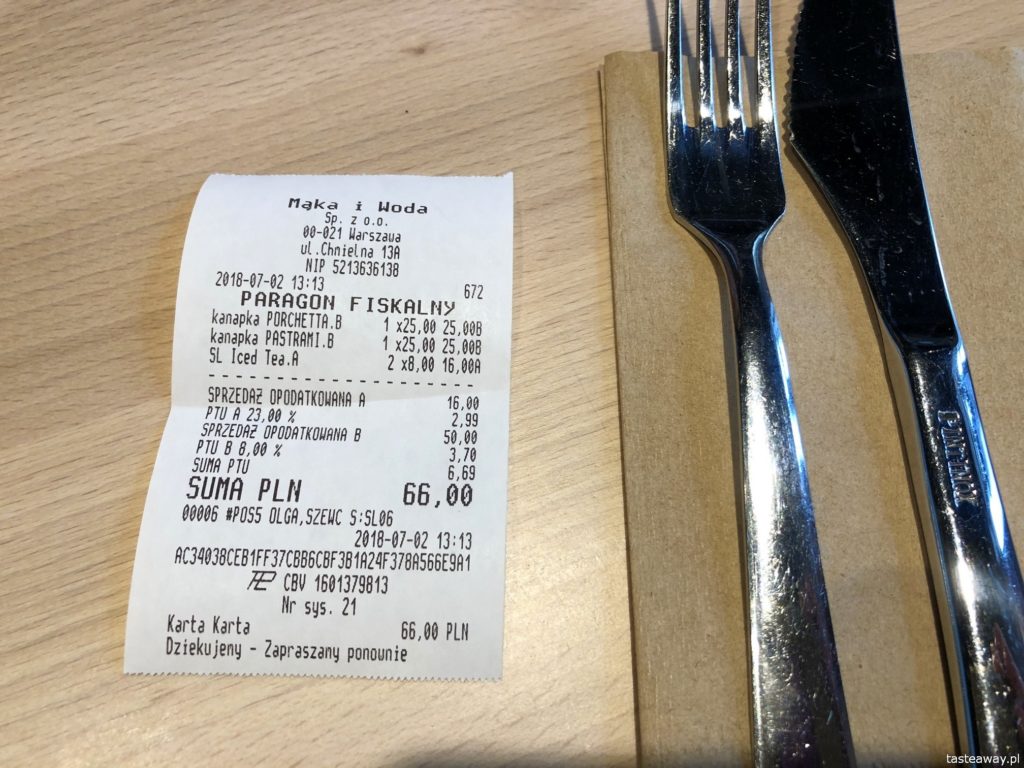 Mąka i Woda
Sp. z o.o.
00-021 Warszawa
ul.Chmielna 13A
NIP 5213636138
2018-07-02 13:13 672
PARAGON FISKALNY
kanapka PORCHETTA.B 1 x25,00 25,00B
kanapka PASTRAMI.B 1 x25,00 25,00B
SL Iced Tea.A 2 x8,00 16,00A
SPRZEDAŻ OPODATKOWANA A 16,00
PTU A 23,00 % 2,99
SPRZEDAŻ OPODATKOWANA B 50,00
PTU B 8,00 % 3,70
SUMA PTU 6,69
SUMA PLN 66,00
00006 #POS5 OLGA,SZEWC S:SL06
2018-07-02 13:13
AC34038CEB1FF37CBB6CBF3B1A24F378A566E9A1
CBV 1601379813
Nr sys. 21
Karta Karta 66,00 PLN
Dziekujemy - Zapraszamy ponownie
tasteaway.pl